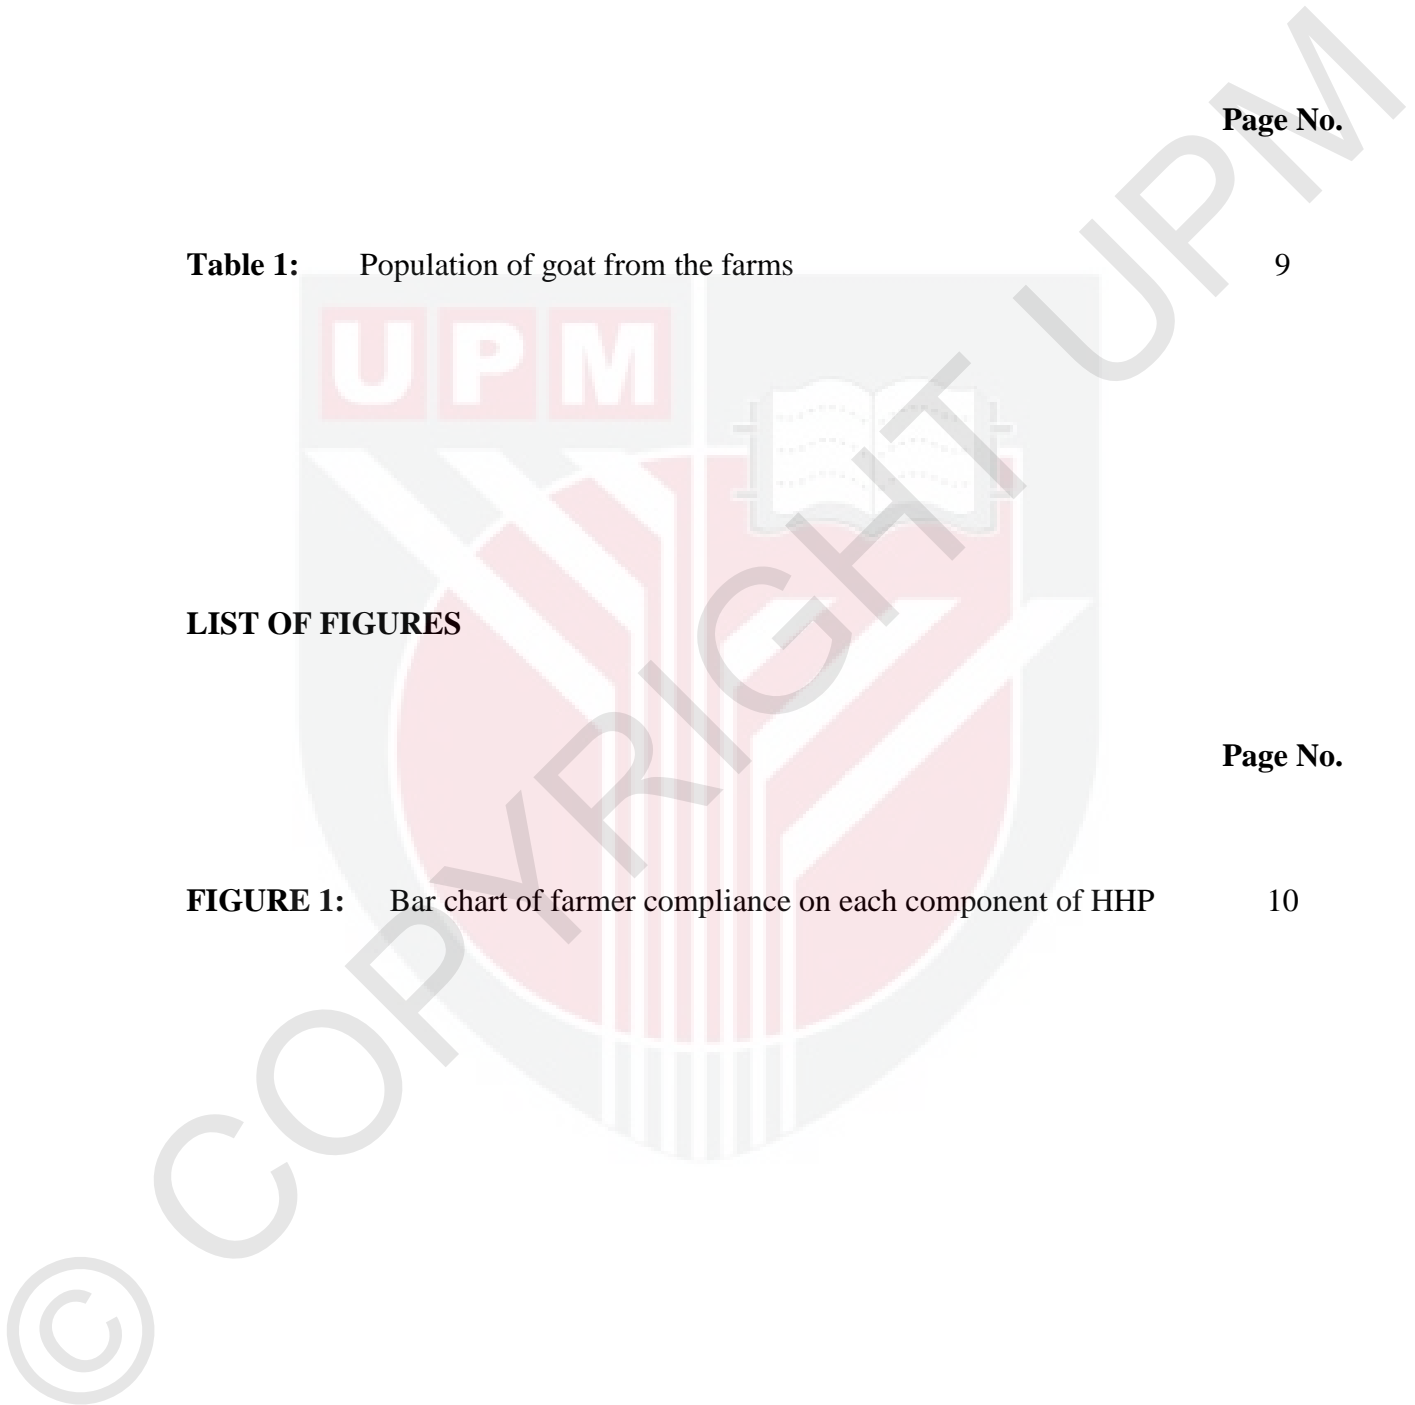 Page No.
Table 1: Population of goat from the farms 9
UPM
LIST OF FIGURES
Page No.
FIGURE 1: Bar chart of farmer compliance on each component of HHP 10
© COPYRIGHT UPM